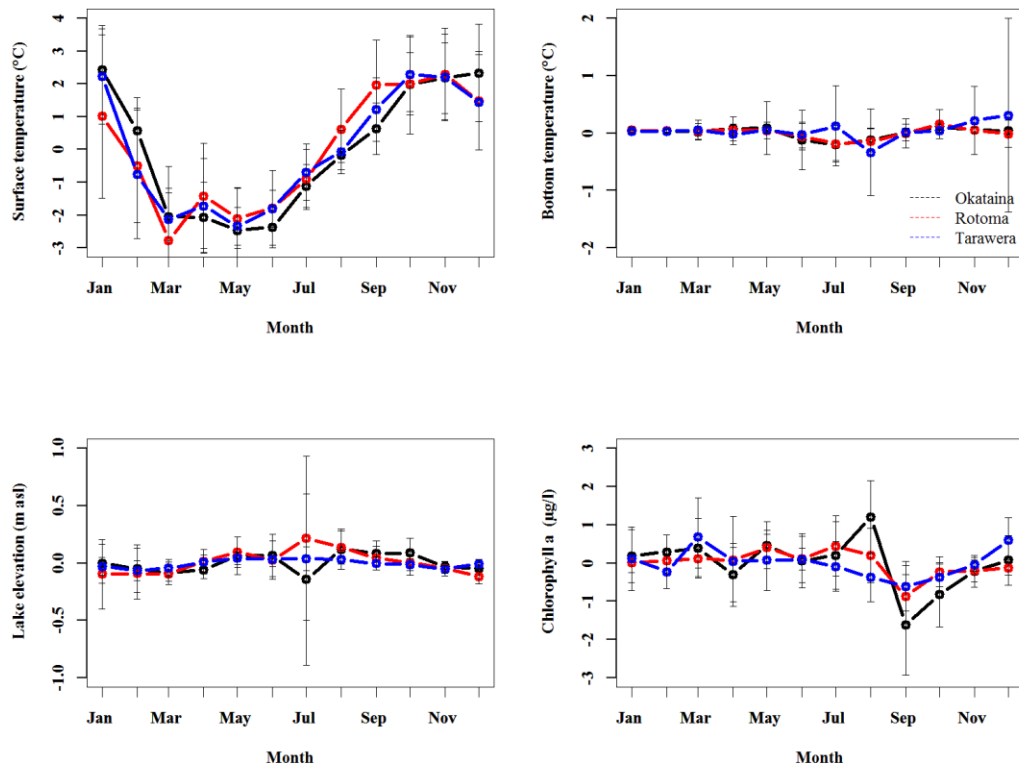 Surface temperature (°C)
4
3
2
1
0
-1
-2
-3
Jan Mar May Jul Sep Nov
Month
Bottom temperature (°C)
2
1
0
-1
-2
Okataina
Rotoma
Tarawera
Jan Mar May Jul Sep Nov
Month
Lake elevation (m asl)
1.0
0.5
0.0
-0.5
-1.0
Jan Mar May Jul Sep Nov
Month
Chlorophyll a (µg/l)
3
2
1
0
-1
-2
-3
Jan Mar May Jul Sep Nov
Month